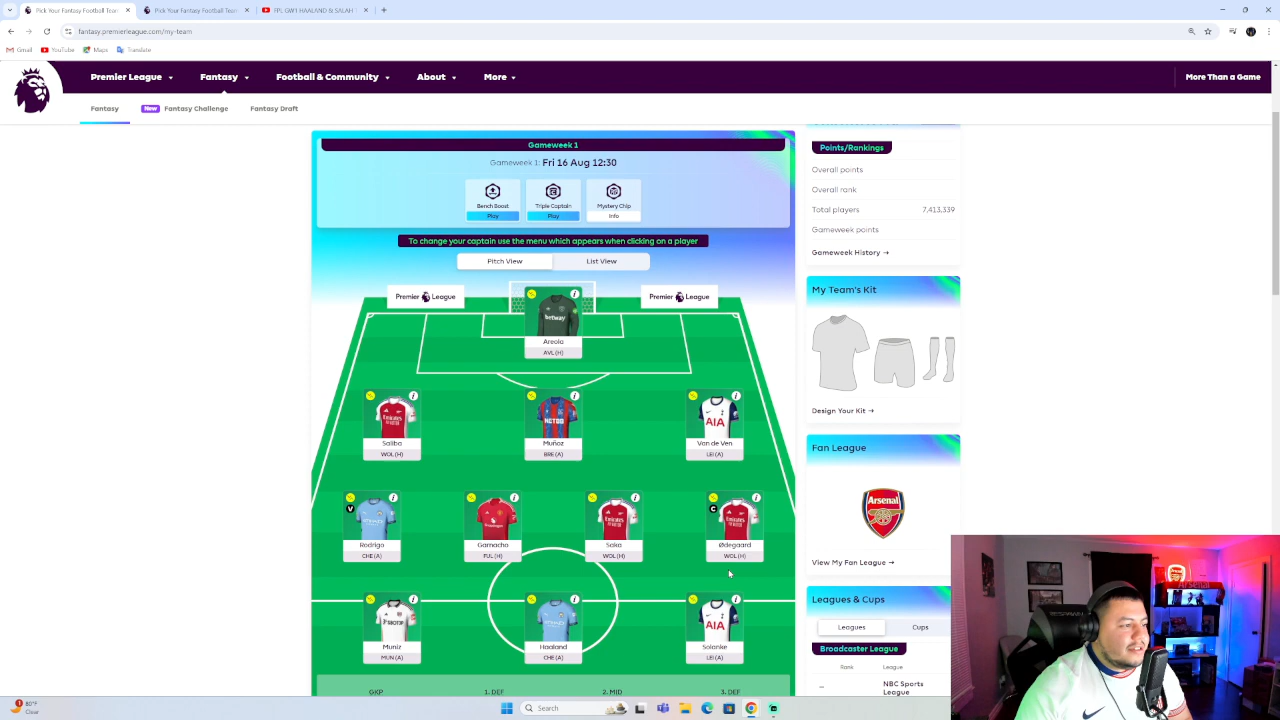 Pick Your Fantasy Football Team
Pick Your Fantasy Football Team
FPL GW1 HAALAND & SALAH
fantasy.premierleague.com/my-team
Gmail
YouTube
Maps
Translate
Premier League
Fantasy
Football & Community
About
More
More Than a Game
Fantasy
New
Fantasy Challenge
Fantasy Draft
Gameweek 1
Gameweek 1: Fri 16 Aug 12:30
Bench Boost
Triple Captain
Mystery Chip
Play
Play
Info
To change your captain use the menu which appears when clicking on a player
Pitch View
List View
Premier League
Premier League
betway
Areola
AVL (H)
Saliba
WOL (H)
Muñoz
BRE (A)
AIA
Van de Ven
LEI (A)
V
Rodrigo
CHE (A)
Garnacho
FUL (H)
Saka
WOL (H)
C
Ødegaard
WOL (H)
Muniz
MUN (A)
Haaland
CHE (A)
AIA
Solanke
LEI (A)
GKP
1. DEF
2. MID
3. DEF
Points/Rankings
Overall points
Overall rank
Total players
7,413,339
Gameweek points
Gameweek History →
My Team's Kit
Design Your Kit →
Fan League
Arsenal
View My Fan League →
Leagues & Cups
Leagues
Cups
Broadcaster League
Rank
League
--
NBC Sports
League
Arsenal
80°F
Clear
Search